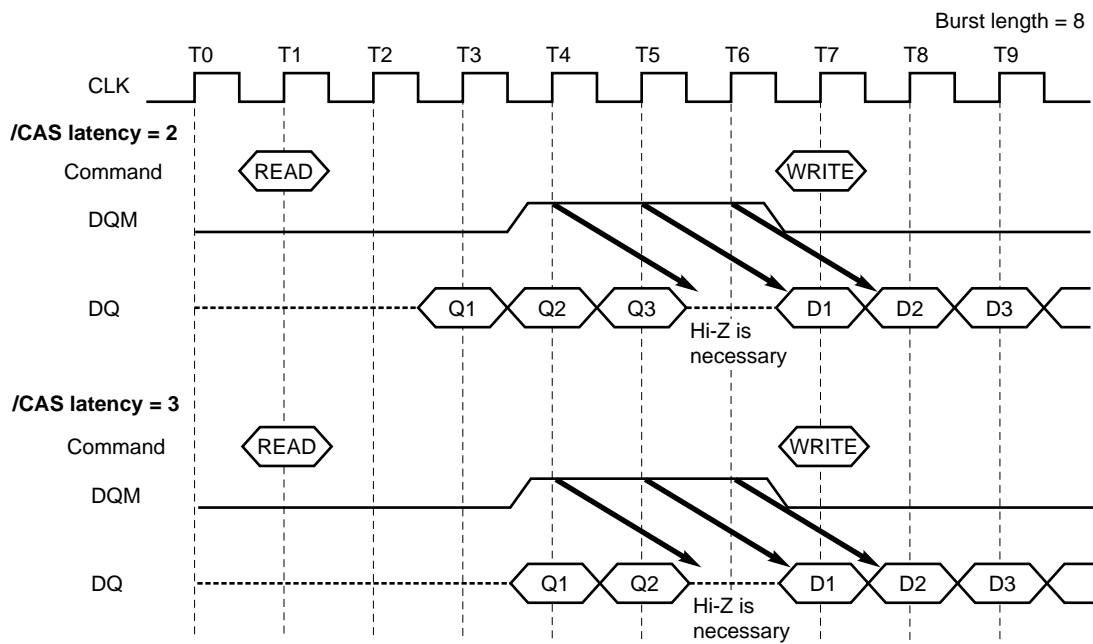 Burst length = 8
T0 T1 T2 T3 T4 T5 T6 T7 T8 T9
CLK
/CAS latency = 2
Command READ WRITE
DQM
DQ Q1 Q2 Q3 D1 D2 D3
Hi-Z is
necessary
/CAS latency = 3
Command READ WRITE
DQM
DQ Q1 Q2 D1 D2 D3
Hi-Z is
necessary